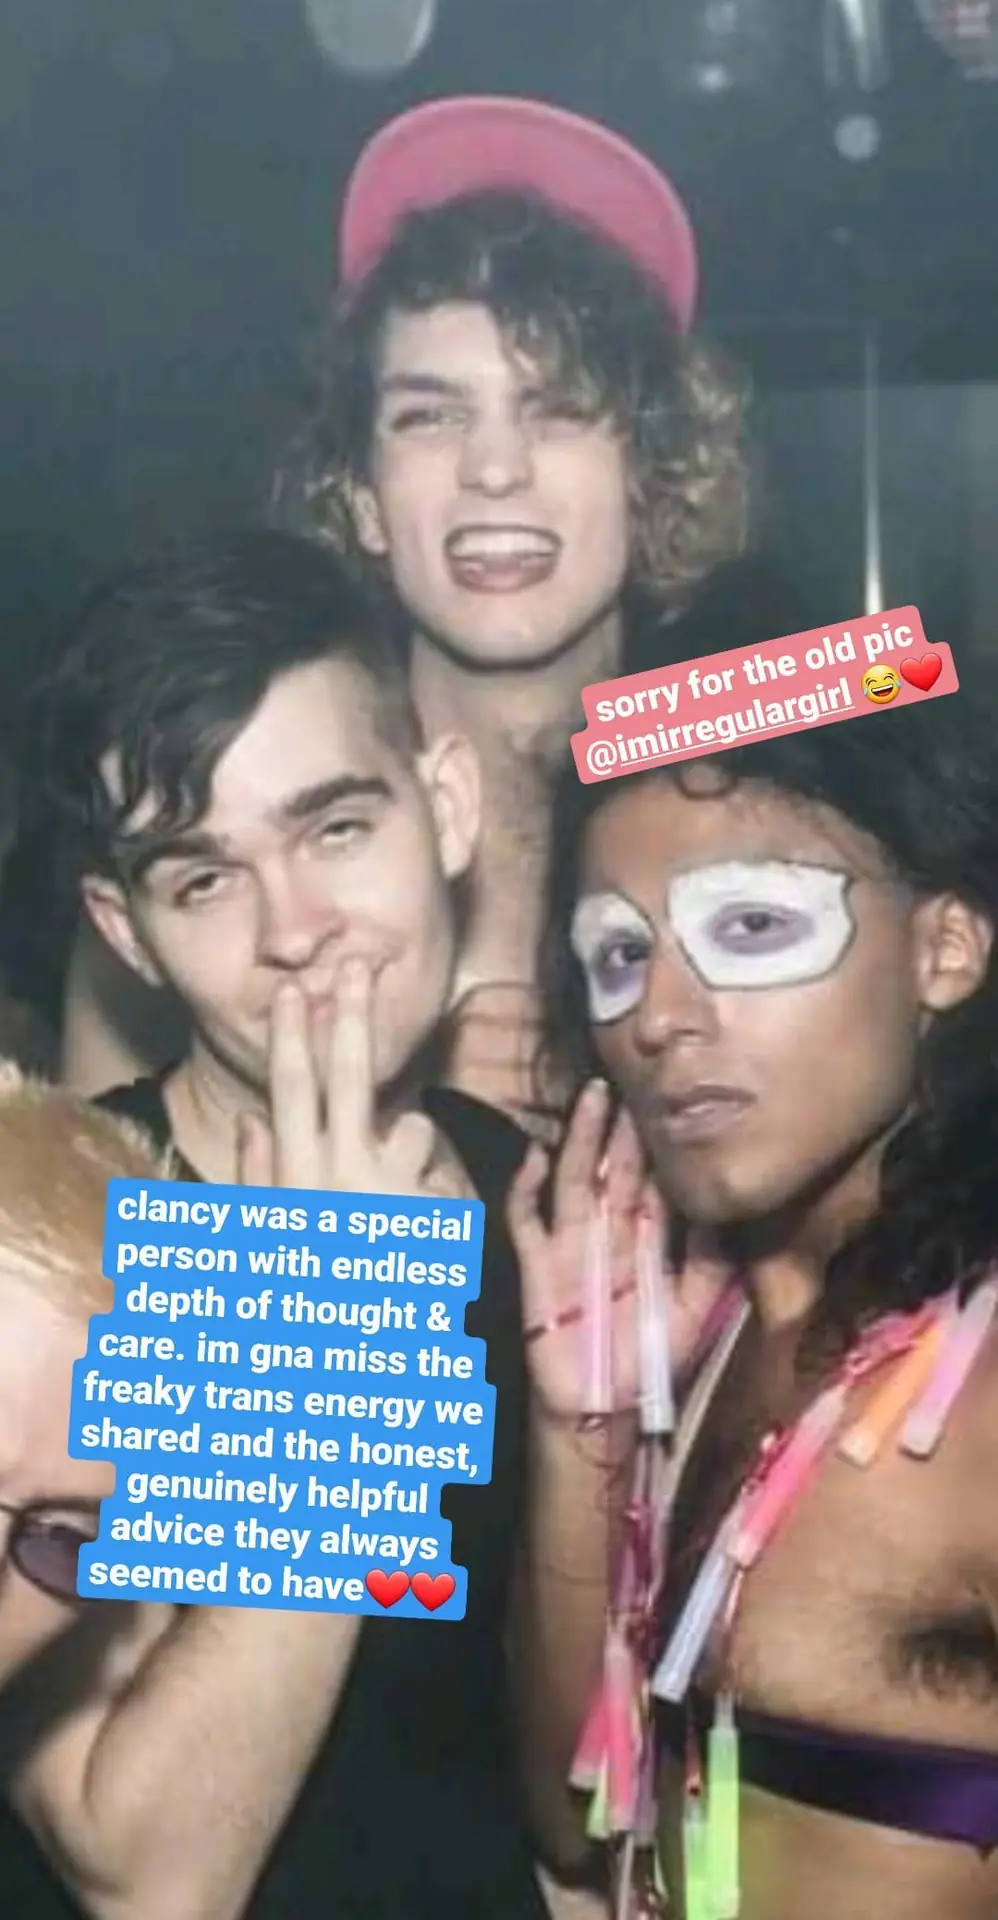 sorry for the old pic
@imirregulargirl 😂❤️
clancy was a special
person with endless
depth of thought &
care. im gna miss the
freaky trans energy we
shared and the honest,
genuinely helpful
advice they always
seemed to have❤️❤️